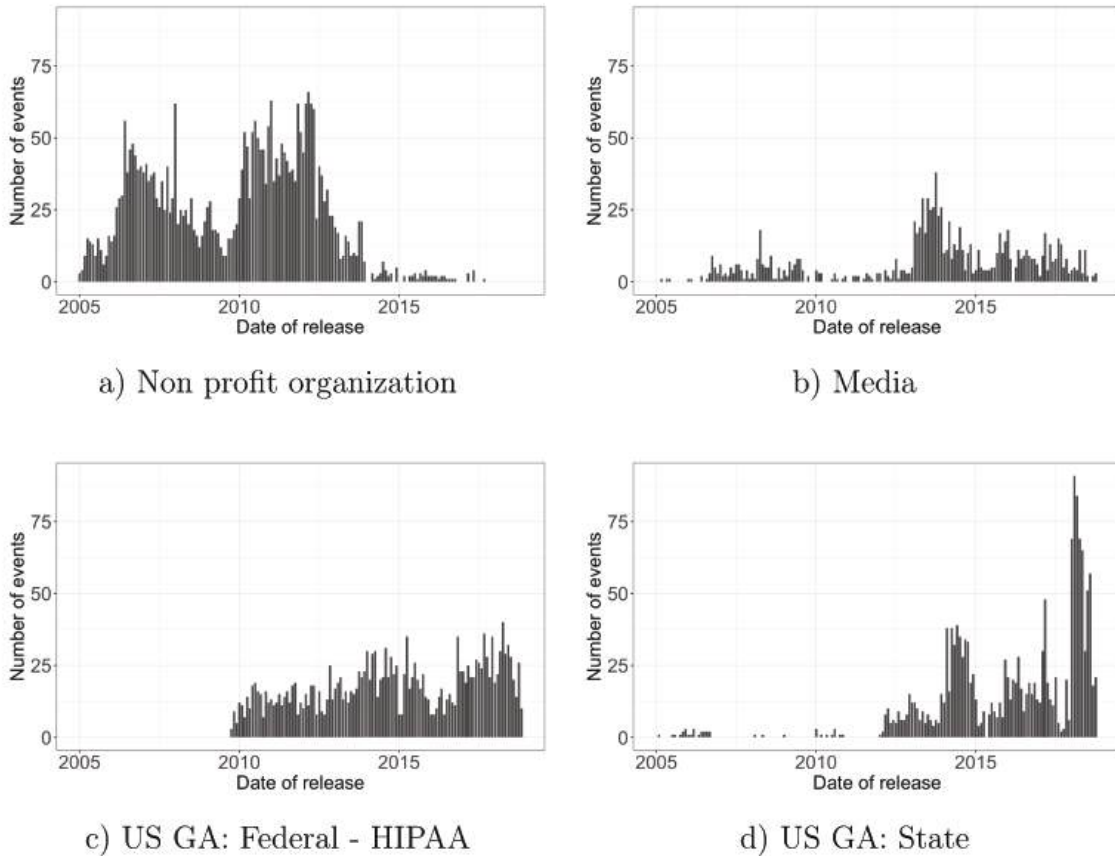 75
50
25
0
Number of events
2005
2010
2015
Date of release
a) Non profit organization
75
50
25
0
Number of events
2005
2010
2015
Date of release
b) Media
75
50
25
0
Number of events
2005
2010
2015
Date of release
c) US GA: Federal - HIPAA
75
50
25
0
Number of events
2005
2010
2015
Date of release
d) US GA: State